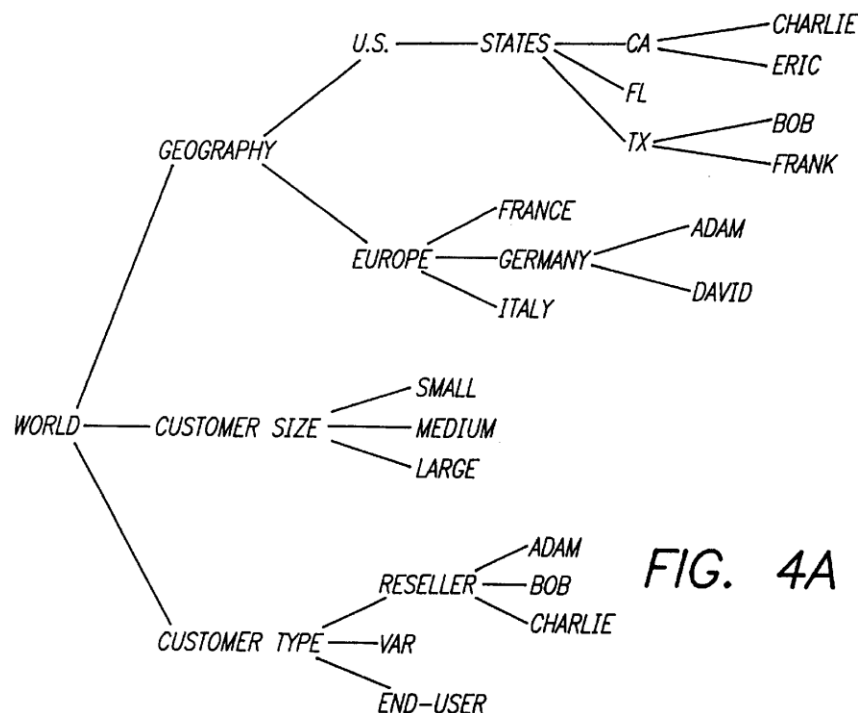 CHARLIE
U.S. STATES CA
ERIC
FL
BOB
GEOGRAPHY TX
FRANK
FRANCE
ADAM
EUROPE GERMANY
DAVID
ITALY
SMALL
WORLD CUSTOMER SIZE MEDIUM
LARGE
ADAM
RESELLER BOB
FIG. 4A
CHARLIE
CUSTOMER TYPE VAR
END-USER